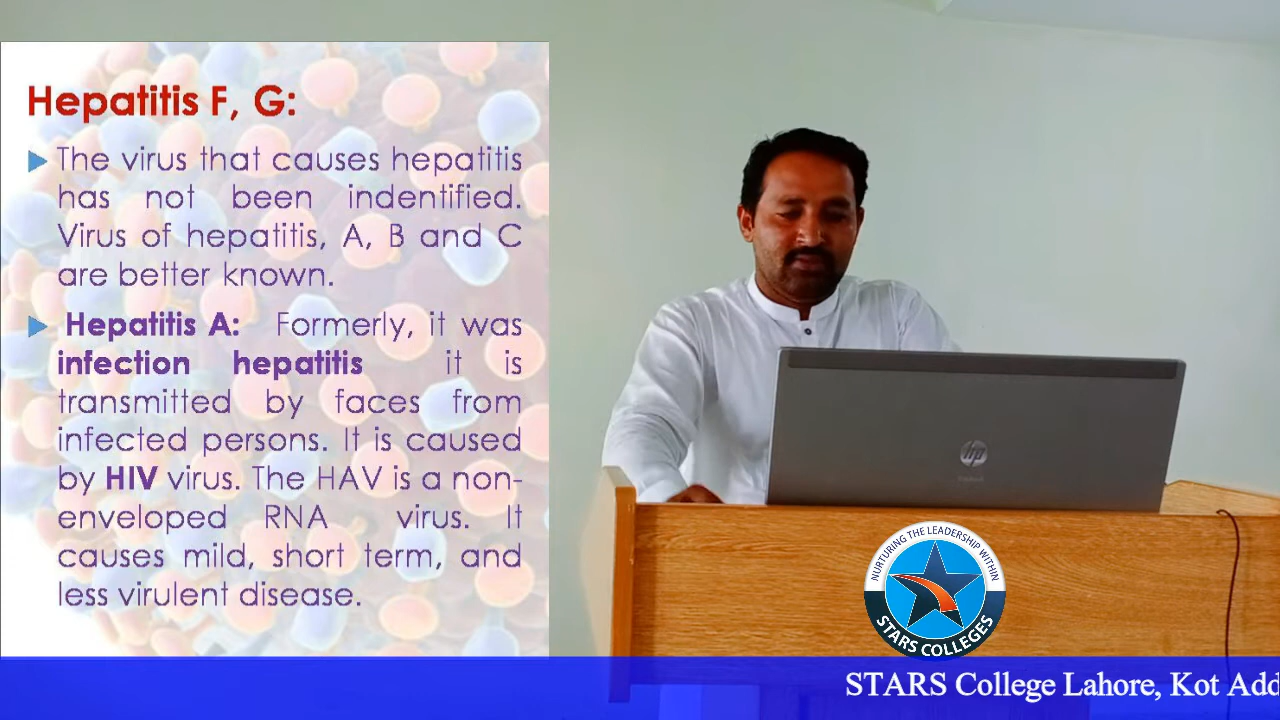 Hepatitis F, G:
The virus that causes hepatitis
has not been indentified.
Virus of hepatitis, A, B and C
are better known.
Hepatitis A: Formerly, it was
infection hepatitis it is
transmitted by faces from
infected persons. It is caused
by HIV virus. The HAV is a non-
enveloped RNA virus. It
causes mild, short term, and
less virulent disease.
hp
NURTURING THE LEADERSHIP WITHIN
STARS COLLEGES
STARS College Lahore, Kot Add